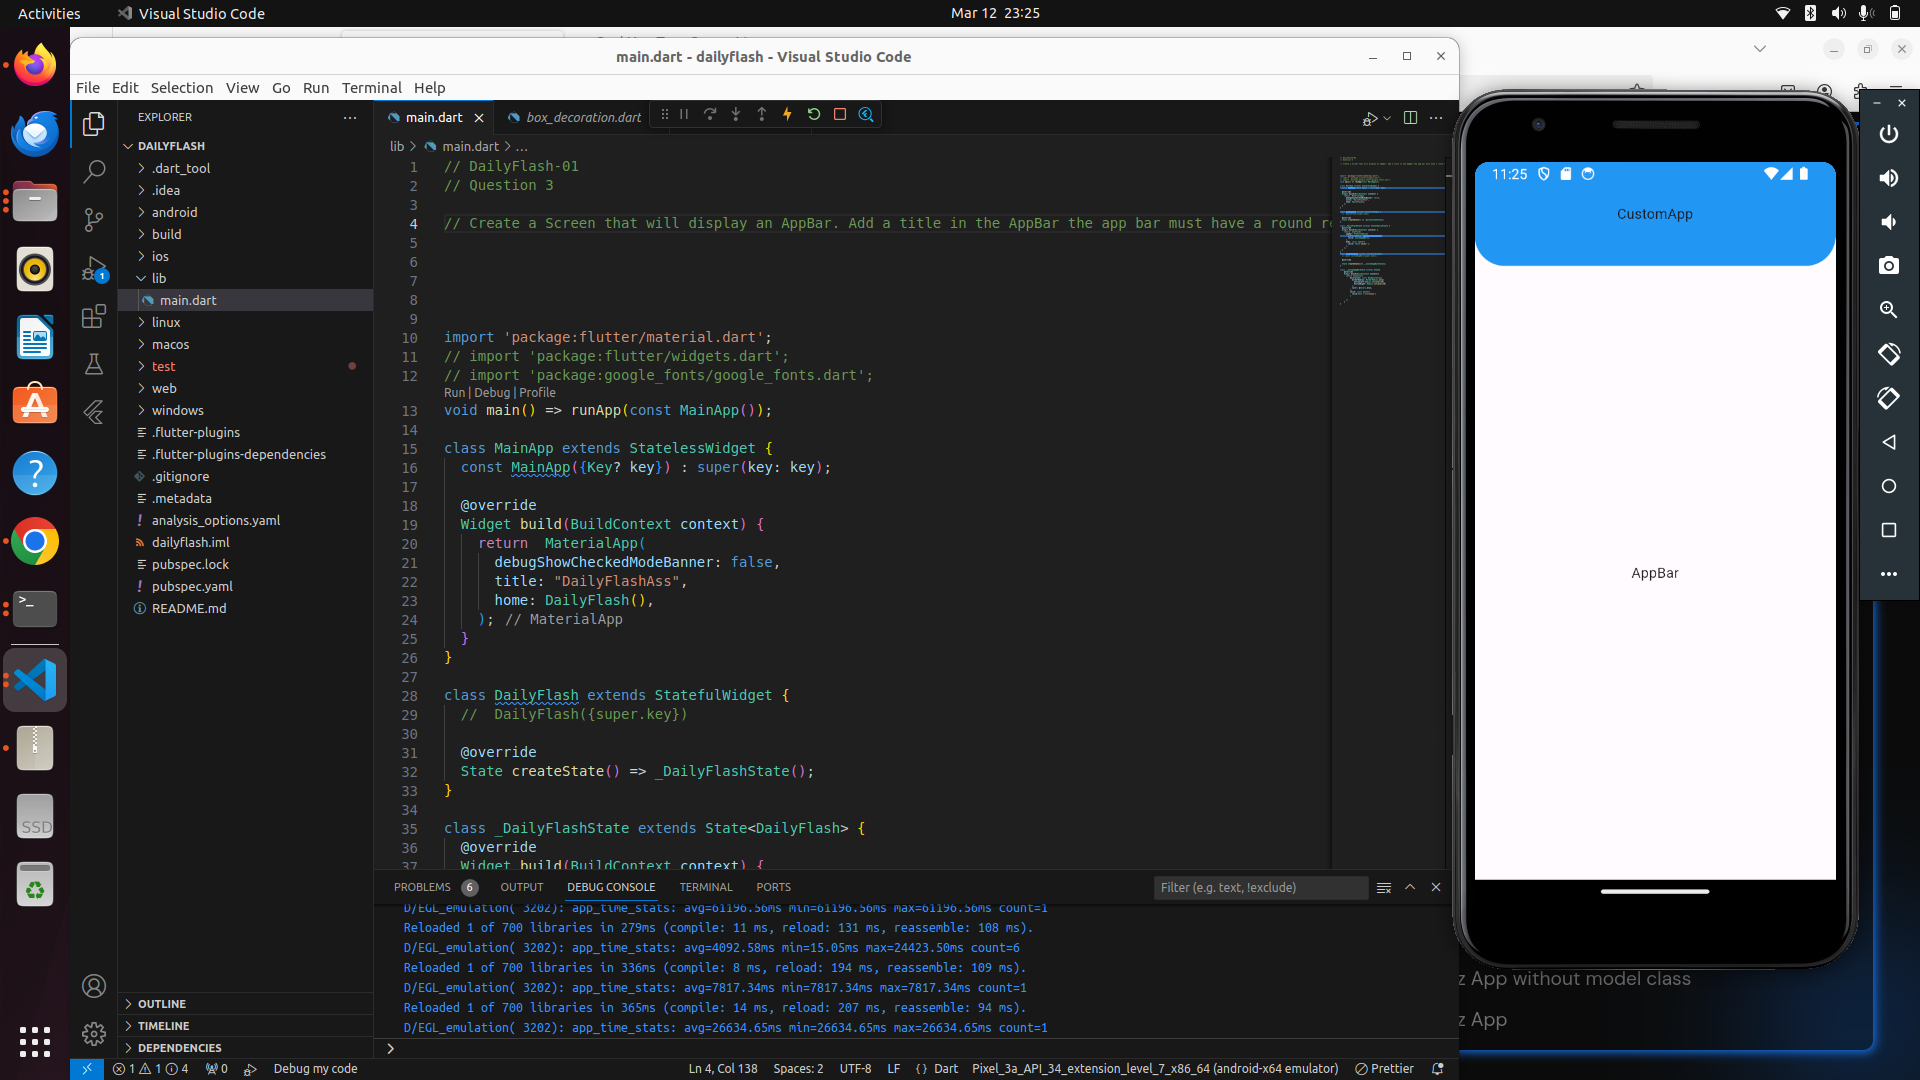 Activities
Visual Studio Code
Mar 12 23:25
main.dart - dailyflash - Visual Studio Code
File Edit Selection View Go Run Terminal Help
EXPLORER
DAILYFLASH
.dart_tool
.idea
android
build
ios
lib
main.dart
linux
macos
test
web
windows
.flutter-plugins
.flutter-plugins-dependencies
.gitignore
.metadata
analysis_options.yaml
dailyflash.iml
pubspec.lock
pubspec.yaml
README.md
OUTLINE
TIMELINE
DEPENDENCIES
1
main.dart
box_decoration.dart
lib > main.dart > ...
1 // DailyFlash-01
2 // Question 3
3
4 // Create a Screen that will display an AppBar. Add a title in the AppBar the app bar must have a round
5
6
7
8
9
10 import 'package:flutter/material.dart';
11 // import 'package:flutter/widgets.dart';
12 // import 'package:google_fonts/google_fonts.dart';
Run | Debug | Profile
13 void main() => runApp(const MainApp());
14
15 class MainApp extends StatelessWidget {
16 const MainApp({Key? key}) : super(key: key);
17
18 @override
19 Widget build(BuildContext context) {
20 return  MaterialApp(
21 debugShowCheckedModeBanner: false,
22 title: "DailyFlashAss",
23 home: DailyFlash(),
24 ); // MaterialApp
25 }
26 }
27
28 class DailyFlash extends StatefulWidget {
29 //  DailyFlash({super.key})
30
31 @override
32 State createState() => _DailyFlashState();
33 }
34
35 class _DailyFlashState extends State<DailyFlash> {
36 @override
37 Widget build(BuildContext context) {
PROBLEMS 6 OUTPUT DEBUG CONSOLE TERMINAL PORTS
Filter (e.g. text, !exclude)
D/EGL_emulation( 3202): app_time_stats: avg=61196.56ms min=61196.56ms max=61196.56ms count=1
Reloaded 1 of 700 libraries in 279ms (compile: 11 ms, reload: 131 ms, reassemble: 108 ms).
D/EGL_emulation( 3202): app_time_stats: avg=4092.58ms min=15.05ms max=24423.50ms count=6
Reloaded 1 of 700 libraries in 336ms (compile: 8 ms, reload: 194 ms, reassemble: 109 ms).
D/EGL_emulation( 3202): app_time_stats: avg=7817.34ms min=7817.34ms max=7817.34ms count=1
Reloaded 1 of 700 libraries in 365ms (compile: 14 ms, reload: 207 ms, reassemble: 94 ms).
D/EGL_emulation( 3202): app_time_stats: avg=26634.65ms min=26634.65ms max=26634.65ms count=1
>
1 1 4 0 Debug my code
Ln 4, Col 138 Spaces: 2 UTF-8 LF {} Dart Pixel_3a_API_34_extension_level_7_x86_64 (android-x64 emulator) Prettier
SSD
11:25
CustomApp
AppBar
z App without model class
z App